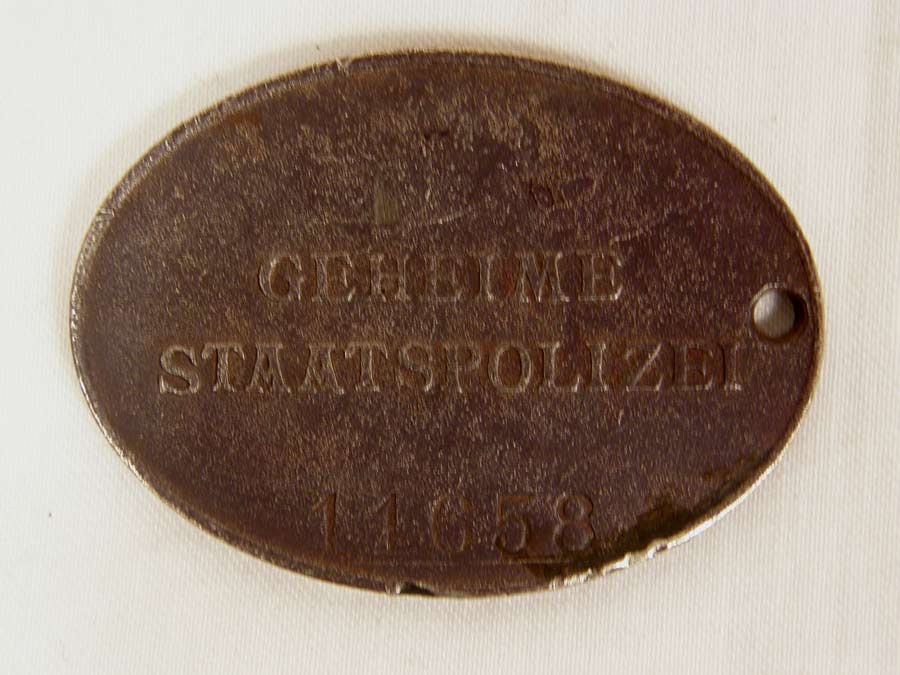 GEHEIME
STAATSPOLIZEI
11658